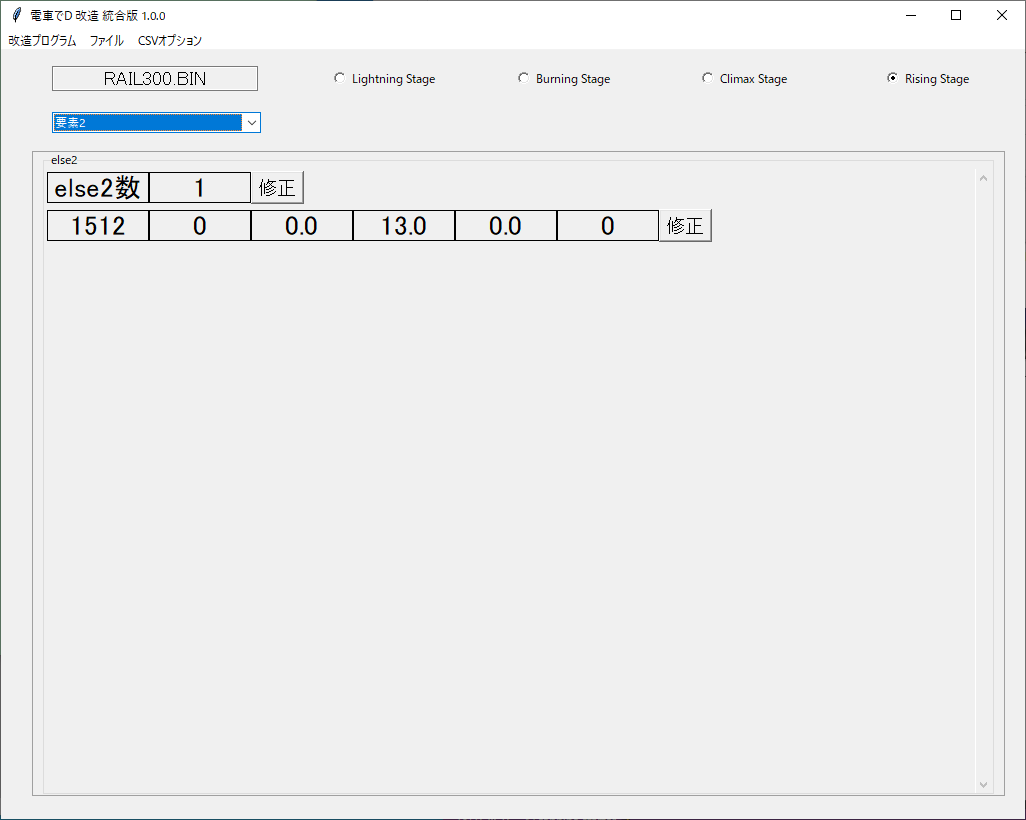 電車でD 改造 統合版 1.0.0
改造プログラム ファイル CSVオプション
RAIL300.BIN Lightning Stage Burning Stage Climax Stage Rising Stage
要素2
else2
else2数 1 修正
1512 0 0.0 13.0 0.0 0 修正